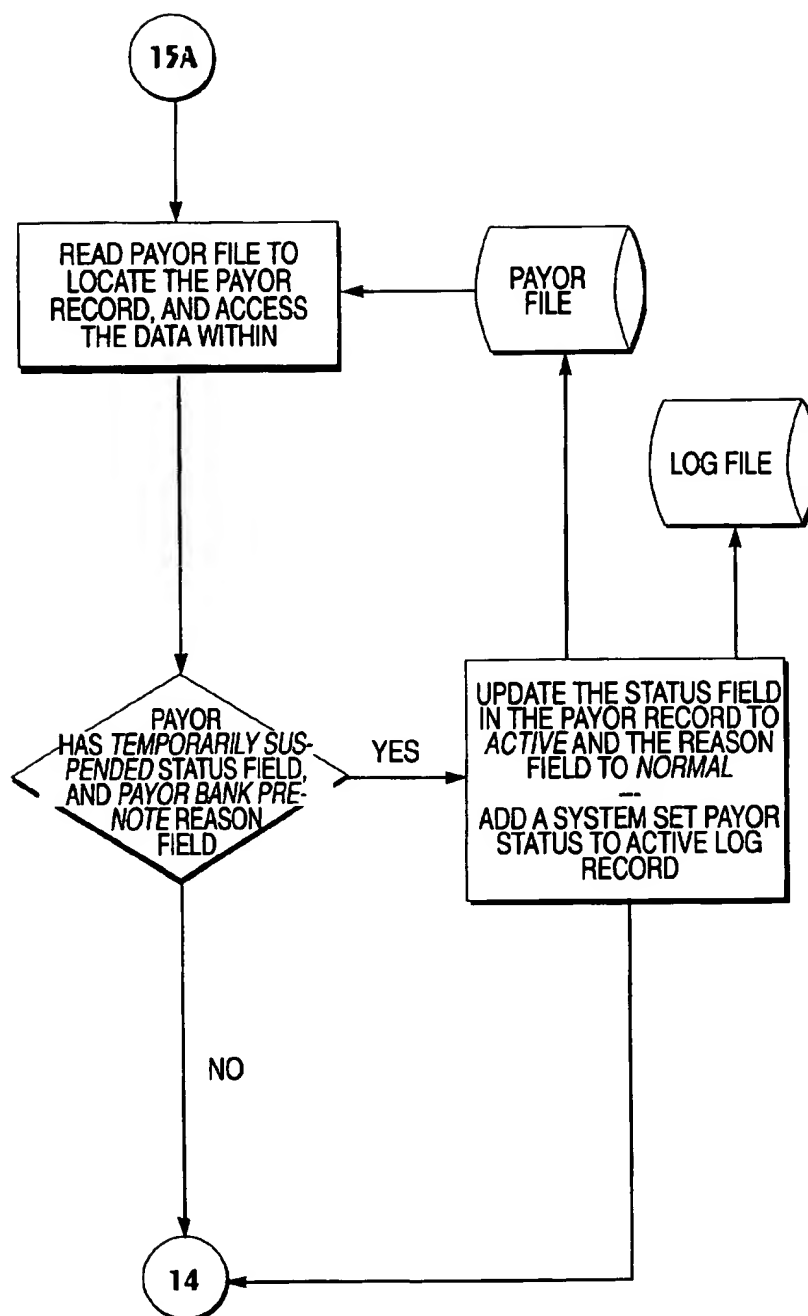 15A
READ PAYOR FILE TO
LOCATE THE PAYOR
RECORD, AND ACCESS
THE DATA WITHIN
PAYOR
FILE
LOG FILE
PAYOR
HAS TEMPORARILY SUS-
PENDED STATUS FIELD,
AND PAYOR BANK PRE-
NOTE REASON
FIELD
YES
UPDATE THE STATUS FIELD
IN THE PAYOR RECORD TO
ACTIVE AND THE REASON
FIELD TO NORMAL
---
ADD A SYSTEM SET PAYOR
STATUS TO ACTIVE LOG
RECORD
NO
14